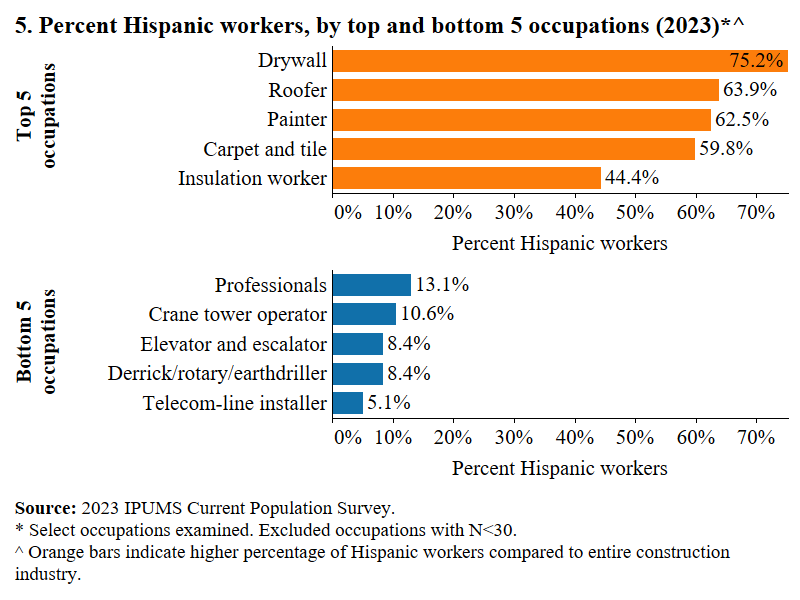 5. Percent Hispanic workers, by top and bottom 5 occupations (2023)*^
Top 5
occupations
Drywall 75.2%
Roofer 63.9%
Painter 62.5%
Carpet and tile 59.8%
Insulation worker 44.4%
0% 10% 20% 30% 40% 50% 60% 70%
Percent Hispanic workers
Bottom 5
occupations
Professionals 13.1%
Crane tower operator 10.6%
Elevator and escalator 8.4%
Derrick/rotary/earthdriller 8.4%
Telecom-line installer 5.1%
0% 10% 20% 30% 40% 50% 60% 70%
Percent Hispanic workers
Source: 2023 IPUMS Current Population Survey.
* Select occupations examined. Excluded occupations with N<30.
^ Orange bars indicate higher percentage of Hispanic workers compared to entire construction
industry.